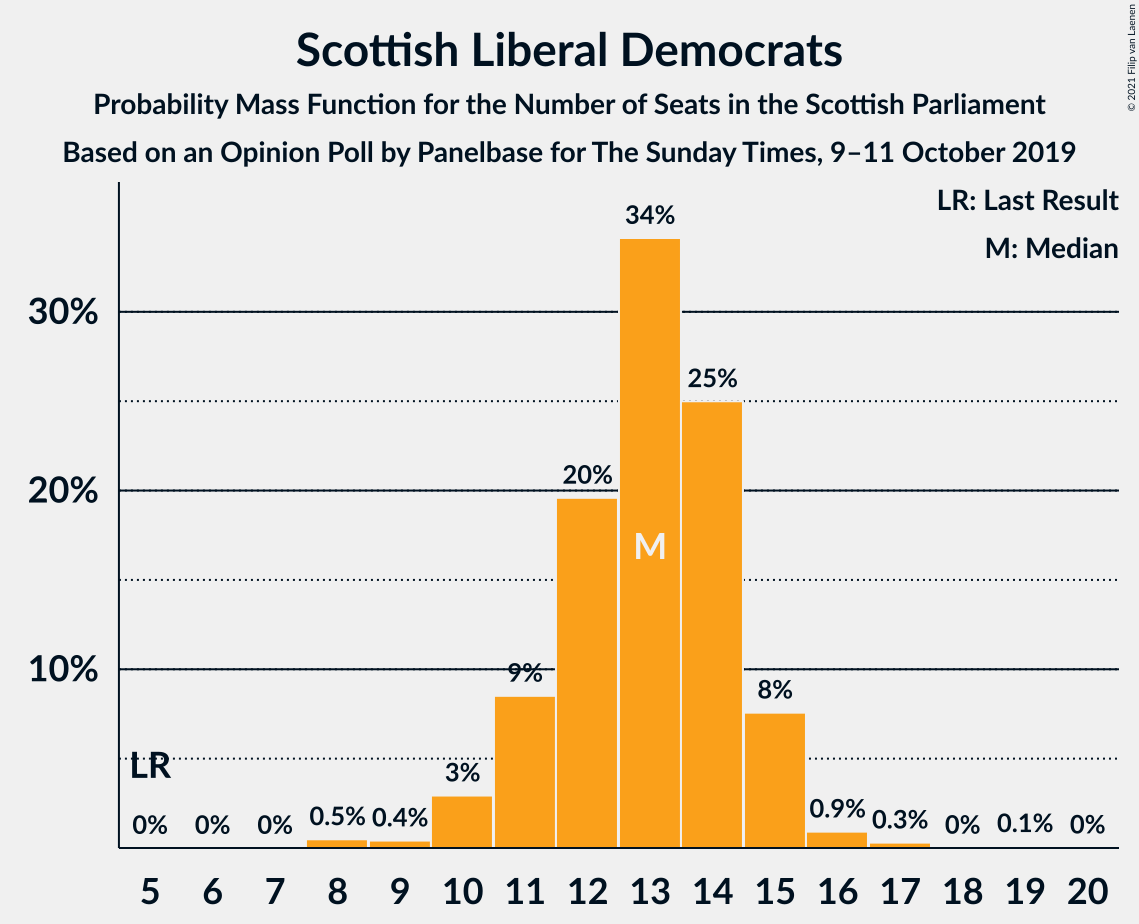 Scottish Liberal Democrats
Probability Mass Function for the Number of Seats in the Scottish Parliament
Based on an Opinion Poll by Panelbase for The Sunday Times, 9–11 October 2019
© 2021 Filip van Laenen
LR: Last Result
M: Median
34%
30%
25%
20%
20%
M
10%
9%
8%
LR
3%
0% 0% 0% 0.5% 0.4% 0.9% 0.3% 0% 0.1% 0%
5 6 7 8 9 10 11 12 13 14 15 16 17 18 19 20